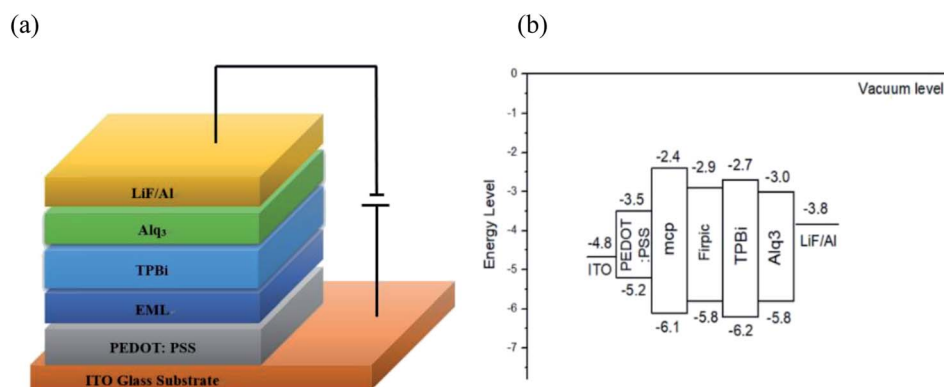 (a)
LiF/Al
Alq₃
TPBi
EML
PEDOT: PSS
ITO Glass Substrate
(b)
Energy Level
0
-1
-2
-3
-4
-5
-6
-7
Vacuum level
-4.8
ITO
-3.5
PEDOT
:PSS
-5.2
-2.4
mcp
-6.1
-2.9
Firpic
-5.8
-2.7
TPBi
-6.2
-3.0
Alq3
-5.8
-3.8
LiF/Al